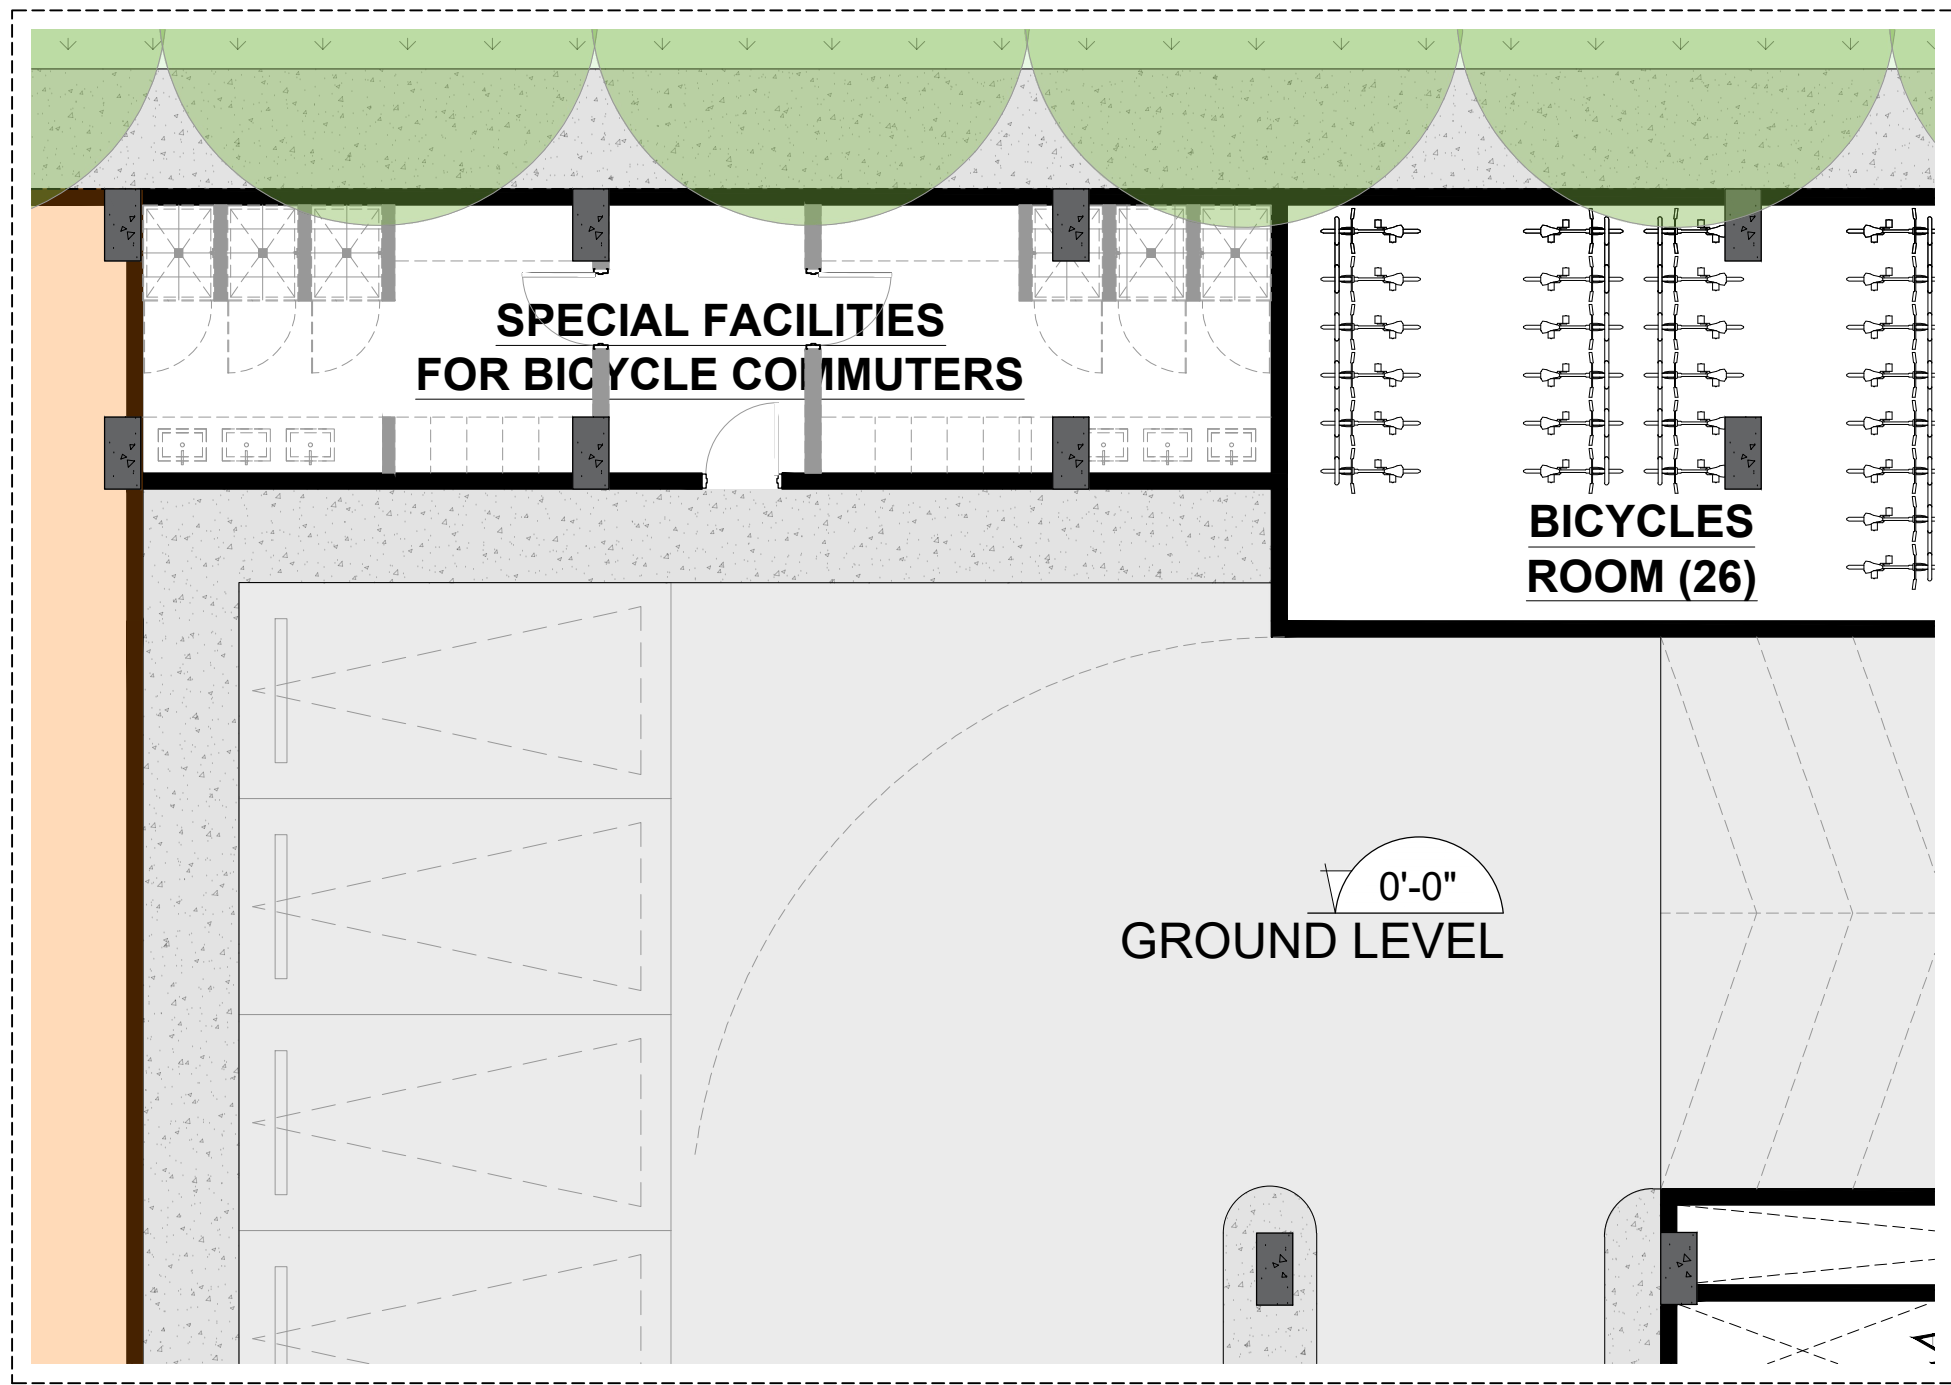 SPECIAL FACILITIES
FOR BICYCLE COMMUTERS
BICYCLES
ROOM (26)
0'-0"
GROUND LEVEL